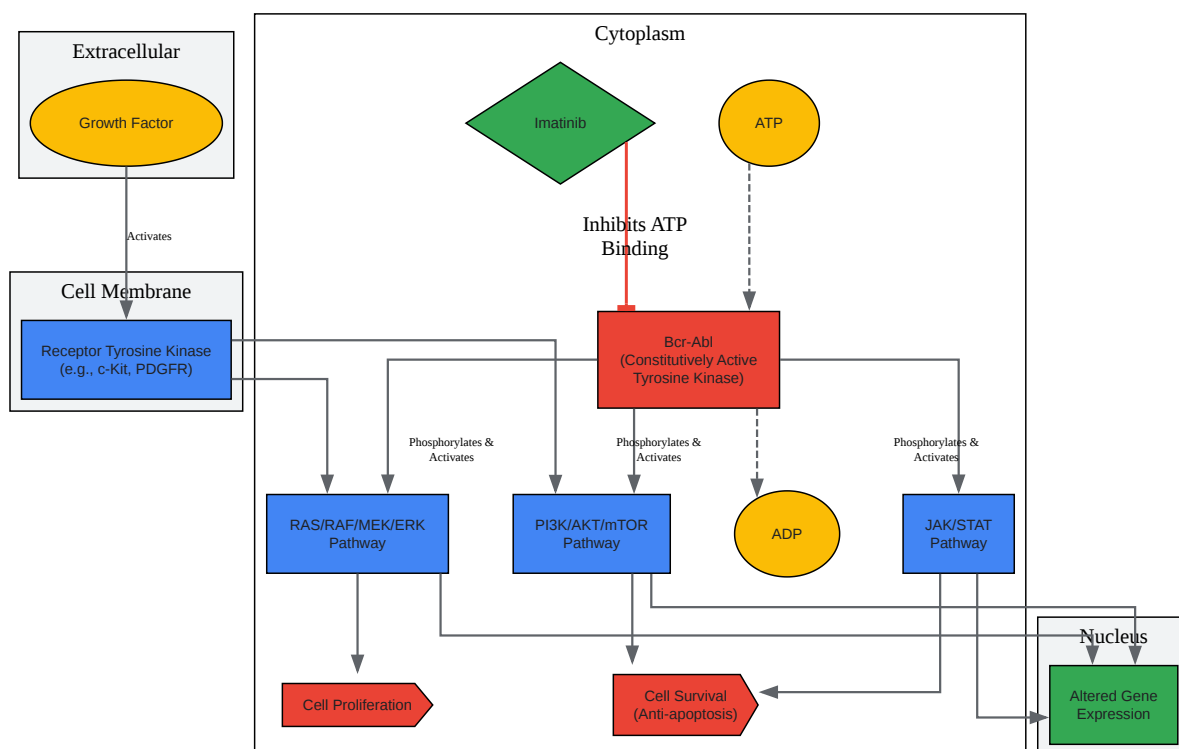 Extracellular
Cytoplasm
Growth Factor
Imatinib
ATP
Activates
Inhibits ATP
Binding
Cell Membrane
Receptor Tyrosine Kinase
(e.g., c-Kit, PDGFR)
Bcr-Abl
(Constitutively Active
Tyrosine Kinase)
Phosphorylates &
Activates
Phosphorylates &
Activates
Phosphorylates &
Activates
RAS/RAF/MEK/ERK
Pathway
PI3K/AKT/mTOR
Pathway
ADP
JAK/STAT
Pathway
Nucleus
Cell Proliferation
Cell Survival
(Anti-apoptosis)
Altered Gene
Expression